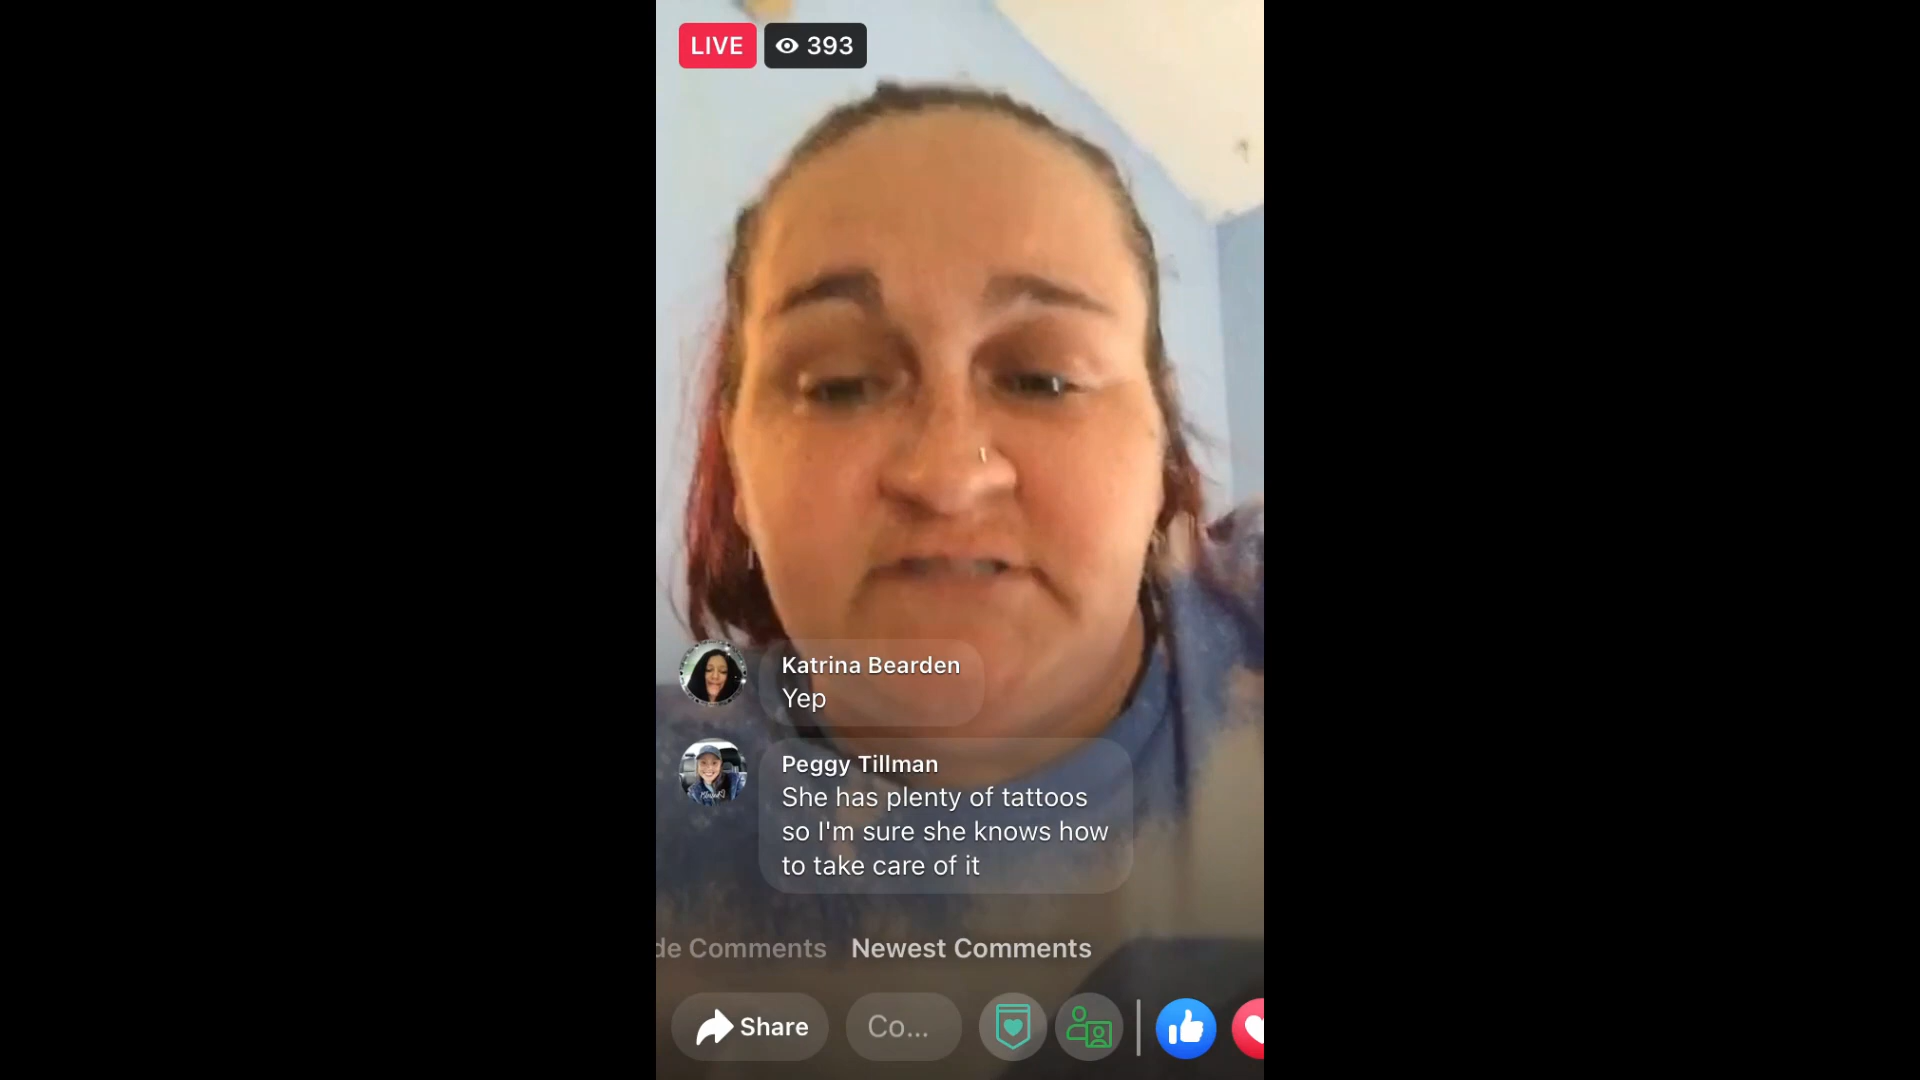 LIVE 393
Katrina Bearden
Yep
Peggy Tillman
She has plenty of tattoos
so I'm sure she knows how
to take care of it
de Comments Newest Comments
Share Co...